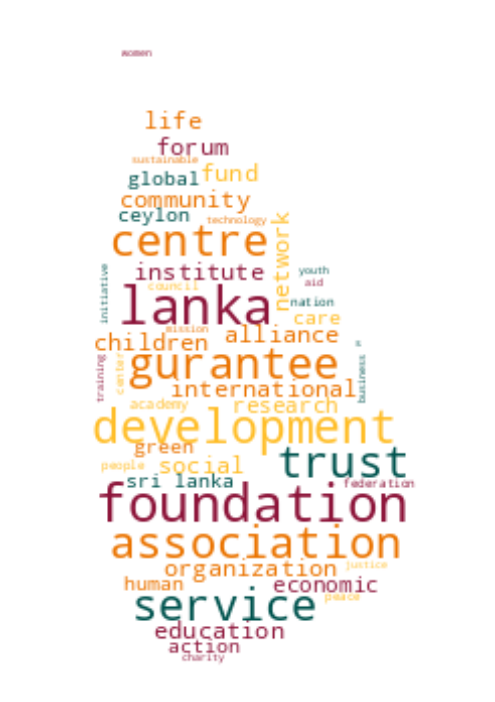 women
life
forum
sustainable
global fund
community
ceylon technology
centre
network
institute youth
initiative council aid
lanka nation
mission care
children alliance
gurantee
training center international business
academy research
development
green
people social trust
sri lanka federation
foundation
association
organization justice
human economic
service peace
education
action
charity